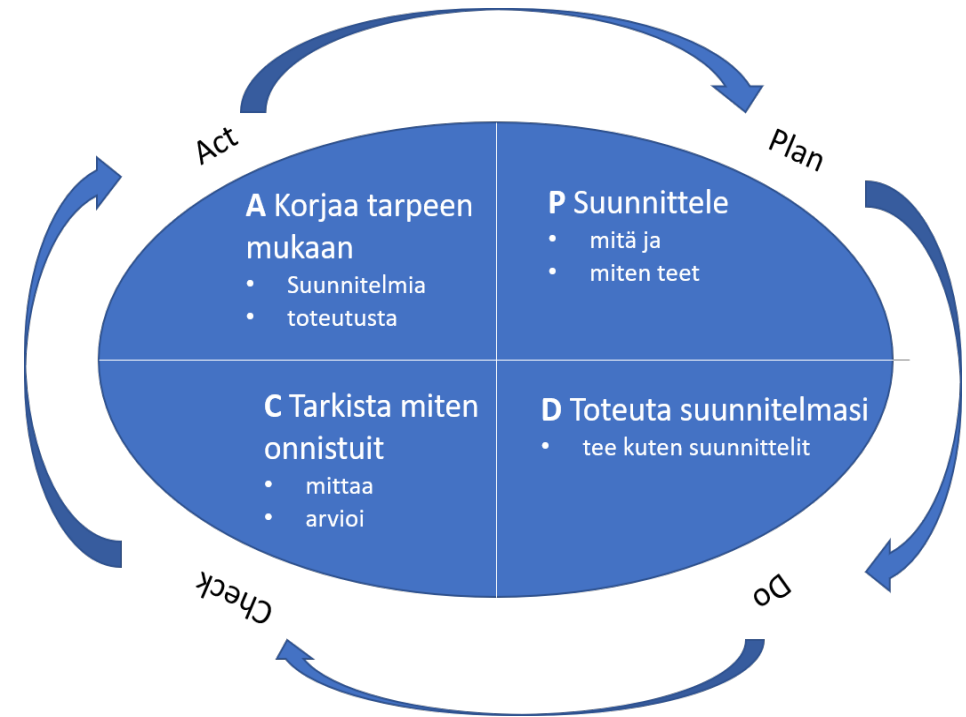 Act
Plan
A Korjaa tarpeen
mukaan
• Suunnitelmia
• toteutusta
P Suunnittele
• mitä ja
• miten teet
C Tarkista miten
onnistuit
• mittaa
• arvioi
D Toteuta suunnitelmasi
• tee kuten suunnittelit
Check
Do